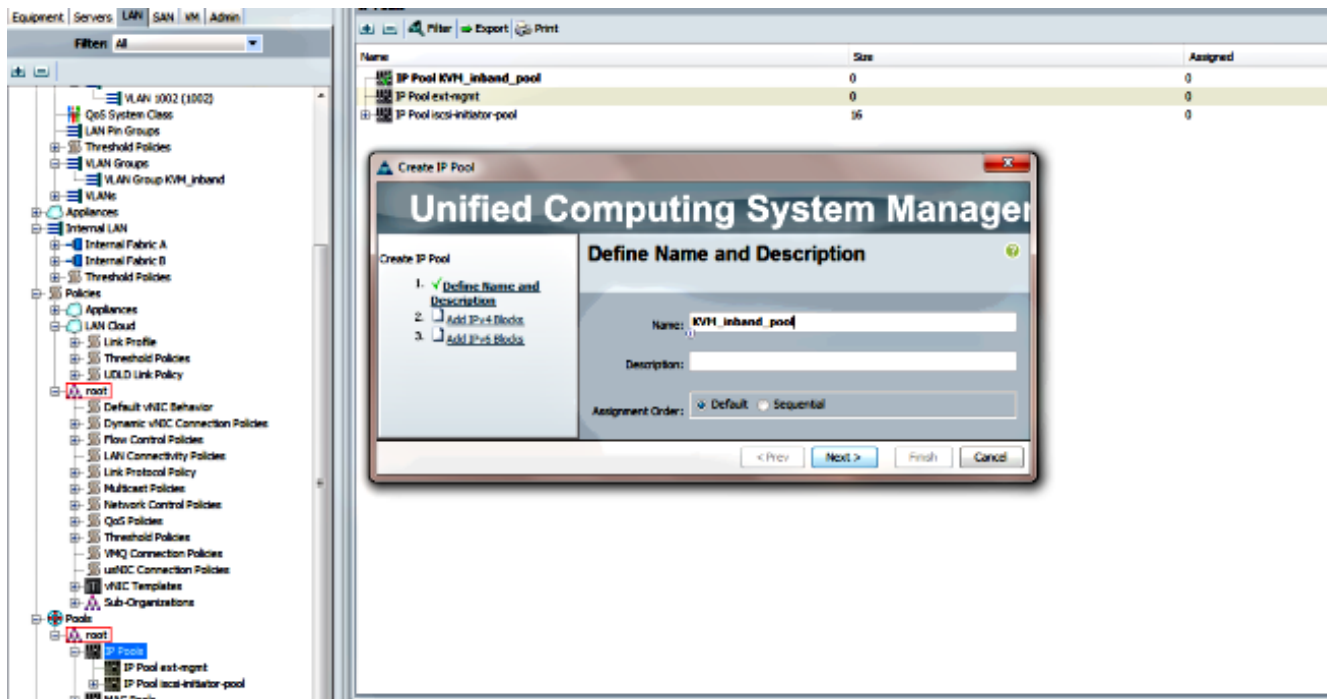 Equipment Servers LAN SAN VM Admin
Filter: All
VLAN 1002 (1002)
QoS System Class
LAN Pin Groups
Threshold Policies
VLAN Groups
VLAN Group KVM_inband
VLANs
Appliances
Internal LAN
Internal Fabric A
Internal Fabric B
Threshold Policies
Policies
Appliances
LAN Cloud
Link Profile
Threshold Policies
UDLD Link Policy
root
Default vNIC Behavior
Dynamic vNIC Connection Policies
Flow Control Policies
LAN Connectivity Policies
Link Protocol Policy
Multicast Policies
Network Control Policies
QoS Policies
Threshold Policies
VMQ Connection Policies
usNIC Connection Policies
vNIC Templates
Sub-Organizations
Pools
root
IP Pools
IP Pool ext-mgmt
IP Pool iscsi-initiator-pool
MAC Pools
IP Pools
Filter Export Print
Name Size Assigned
IP Pool KVM_inband_pool 0 0
IP Pool ext-mgmt 0 0
IP Pool iscsi-initiator-pool 16 0
Create IP Pool
Unified Computing System Manager
Create IP Pool
1. Define Name and
Description
2. Add IPv4 Blocks
3. Add IPv6 Blocks
Define Name and Description
Name: KVM_inband_pool
Description:
Assignment Order: Default Sequential
< Prev Next > Finish Cancel